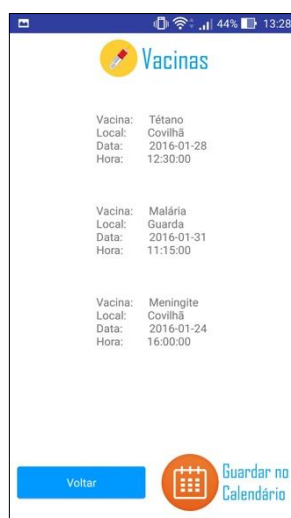 44% 13:28
Vacinas
Vacina: Tétano
Local: Covilhã
Data: 2016-01-28
Hora: 12:30:00
Vacina: Malária
Local: Guarda
Data: 2016-01-31
Hora: 11:15:00
Vacina: Meningite
Local: Covilhã
Data: 2016-01-24
Hora: 16:00:00
Voltar
Guardar no
Calendário